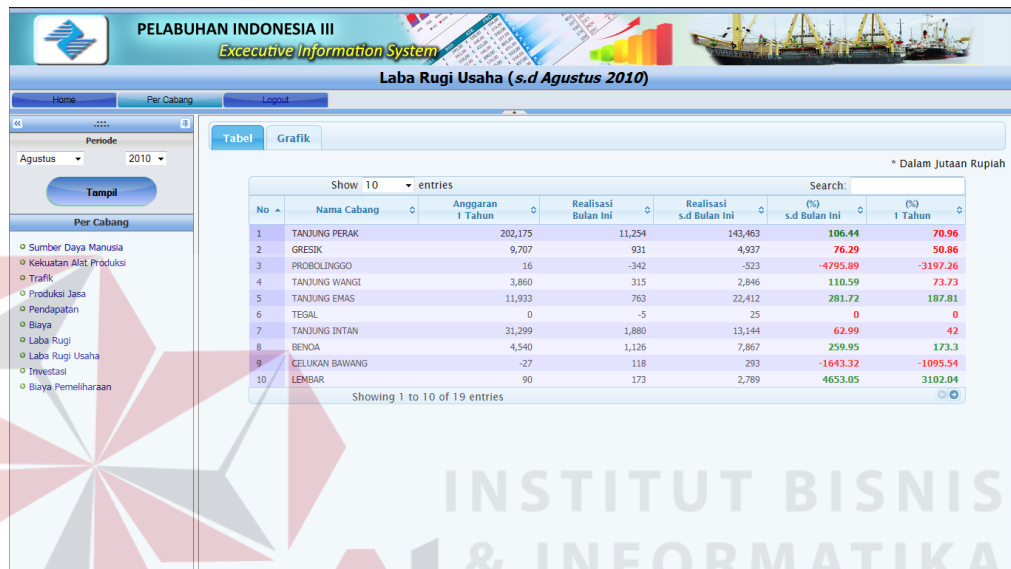 PELABUHAN INDONESIA III
Excecutive Information System
Laba Rugi Usaha (s.d Agustus 2010)
Home Per Cabang Logout
Periode
Agustus 2010
Tampil
Per Cabang
Sumber Daya Manusia
Kekuatan Alat Produksi
Trafik
Produksi Jasa
Pendapatan
Biaya
Laba Rugi
Laba Rugi Usaha
Investasi
Biaya Pemeliharaan
Tabel Grafik
* Dalam Jutaan Rupiah
Show 10 entries Search:
No Nama Cabang Anggaran 1 Tahun Realisasi Bulan Ini Realisasi s.d Bulan Ini (%) s.d Bulan Ini (%) 1 Tahun
1 TANJUNG PERAK 202,175 11,254 143,463 106.44 70.96
2 GRESIK 9,707 931 4,937 76.29 50.86
3 PROBOLINGGO 16 -342 -523 -4795.89 -3197.26
4 TANJUNG WANGI 3,860 315 2,846 110.59 73.73
5 TANJUNG EMAS 11,933 763 22,412 281.72 187.81
6 TEGAL 0 -5 25 0 0
7 TANJUNG INTAN 31,299 1,880 13,144 62.99 42
8 BENOA 4,540 1,126 7,867 259.95 173.3
9 CELUKAN BAWANG -27 118 293 -1643.32 -1095.54
10 LEMBAR 90 173 2,789 4653.05 3102.04
Showing 1 to 10 of 19 entries
INSTITUT BISNIS
& INFORMATIKA